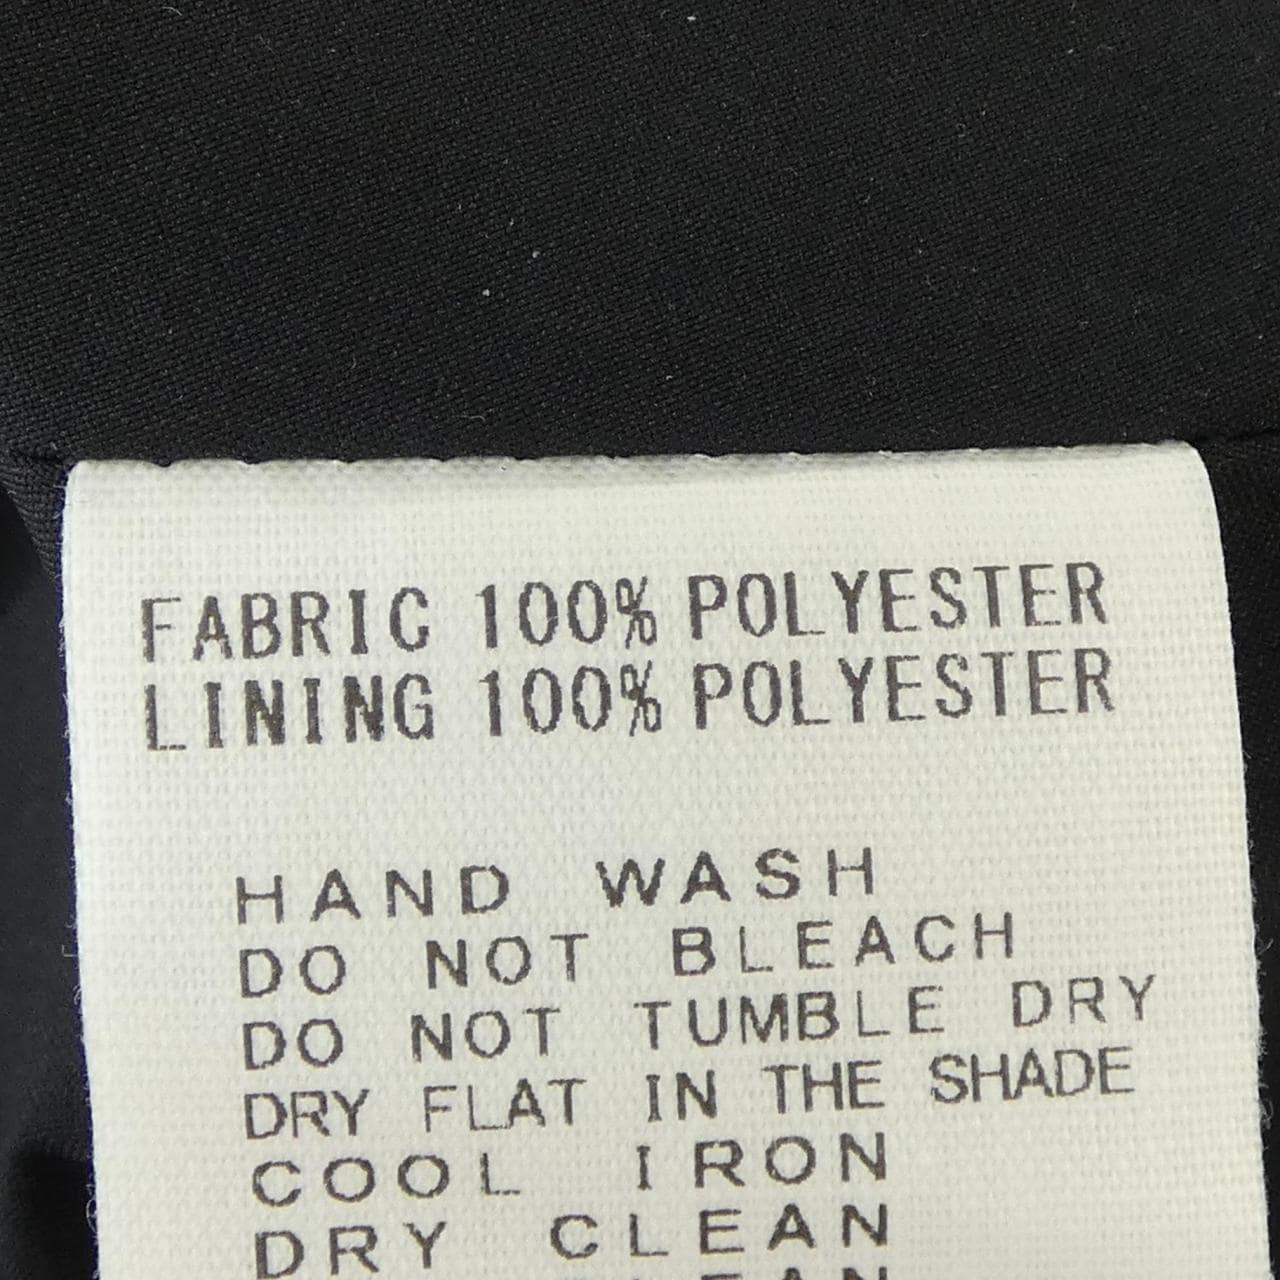 FABRIC 100% POLYESTER
LINING 100% POLYESTER
HAND WASH
DO NOT BLEACH
DO NOT TUMBLE DRY
DRY FLAT IN THE SHADE
COOL IRON
DRY CLEAN